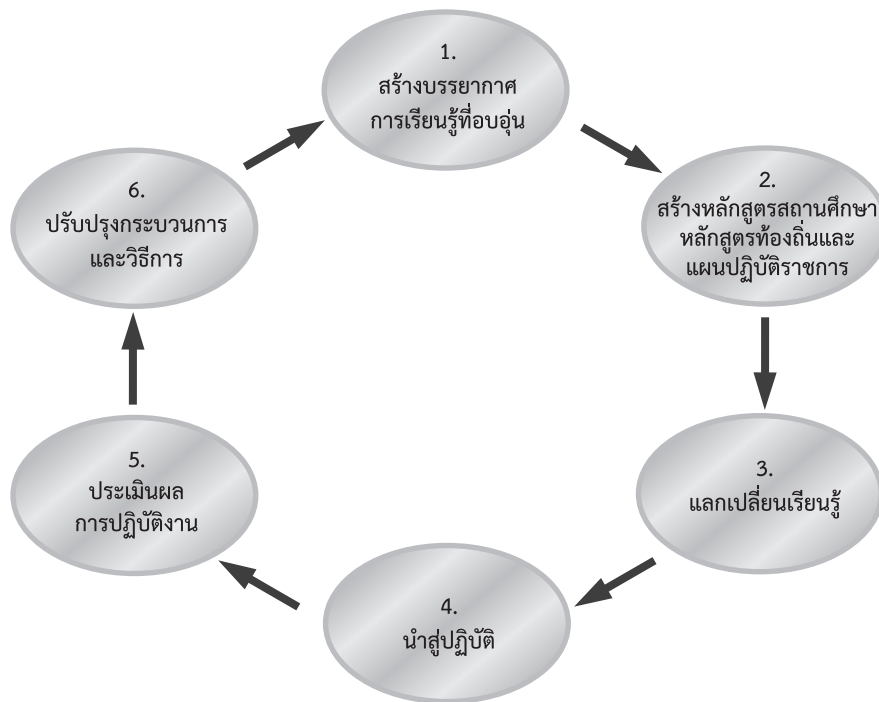 1.
สร้างบรรยากาศ
การเรียนรู้ที่อบอุ่น
2.
สร้างหลักสูตรสถานศึกษา
หลักสูตรท้องถิ่นและ
แผนปฏิบัติราชการ
3.
แลกเปลี่ยนเรียนรู้
4.
นำสู่ปฏิบัติ
5.
ประเมินผล
การปฏิบัติงาน
6.
ปรับปรุงกระบวนการ
และวิธีการ